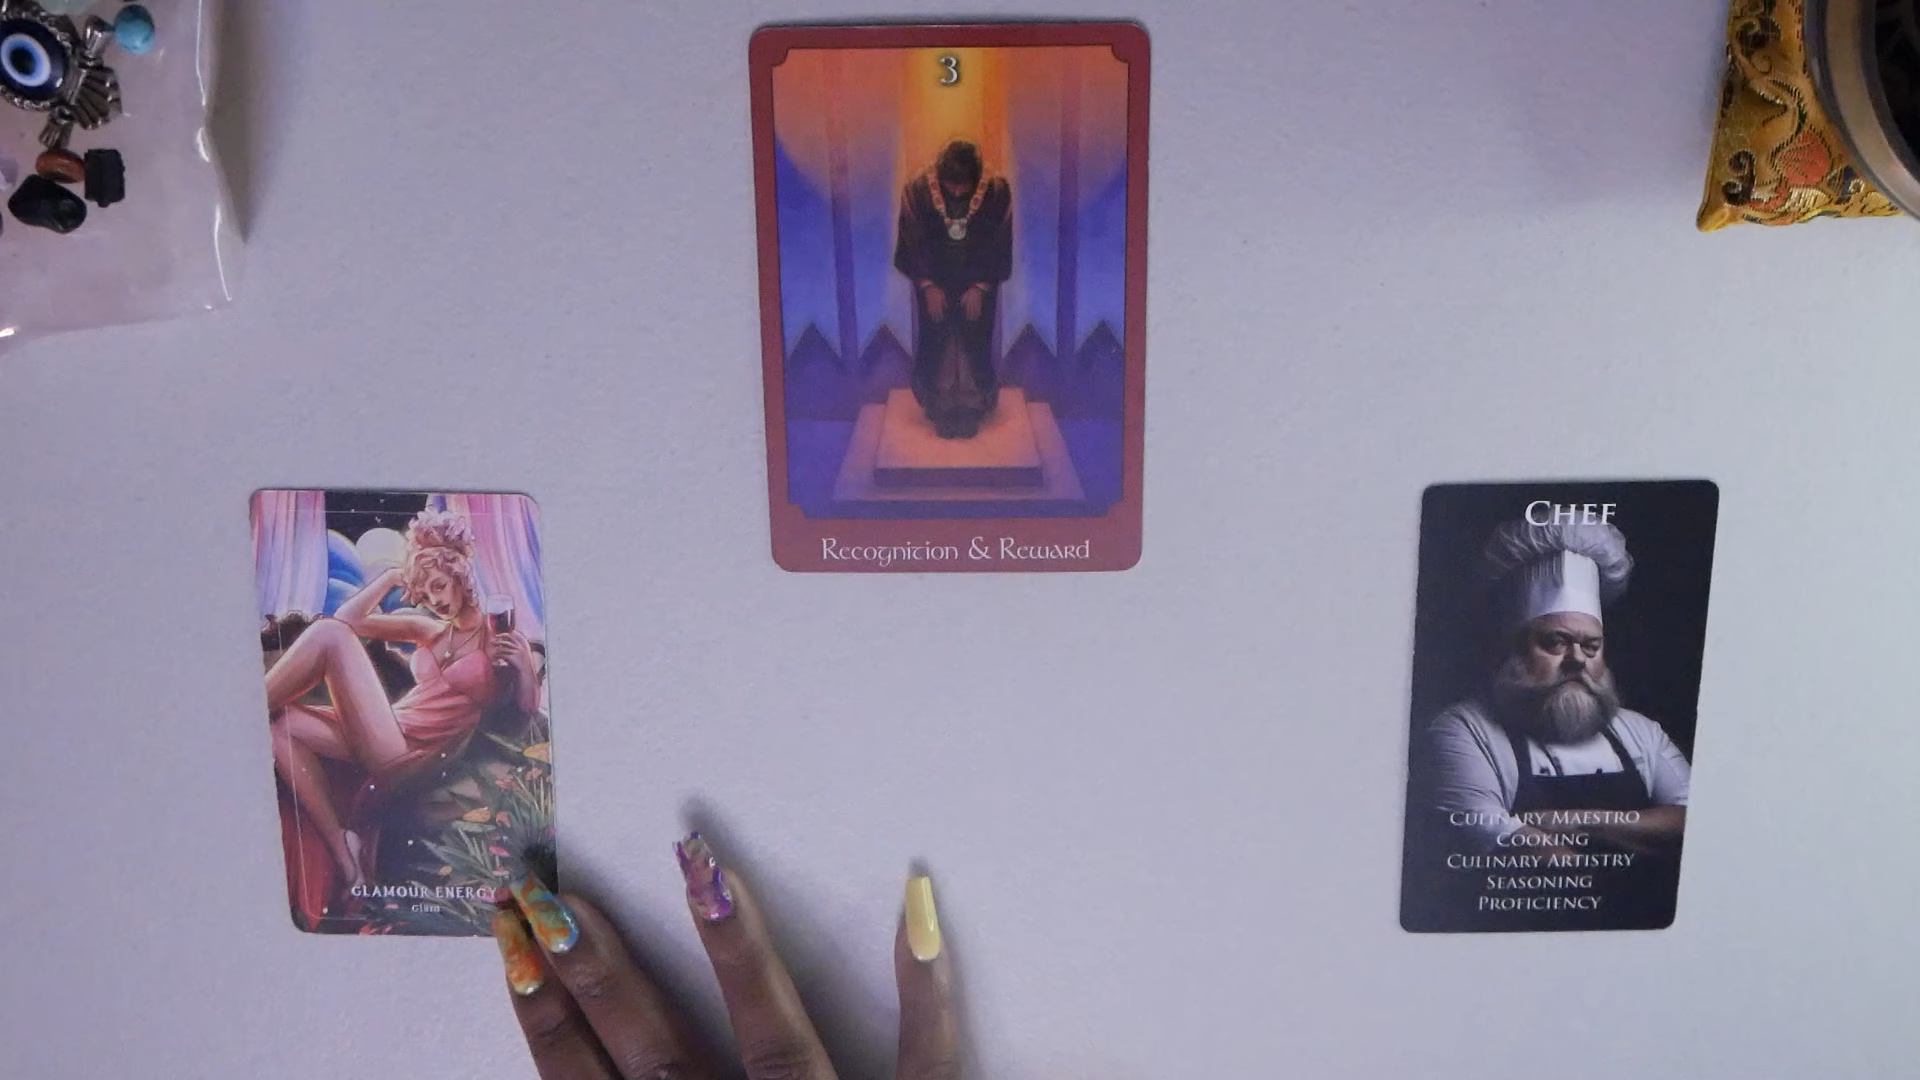 3
Recognition & Reward
GLAMOUR ENERGY
Glam
CHEF
CULINARY MAESTRO
COOKING
CULINARY ARTISTRY
SEASONING
PROFICIENCY